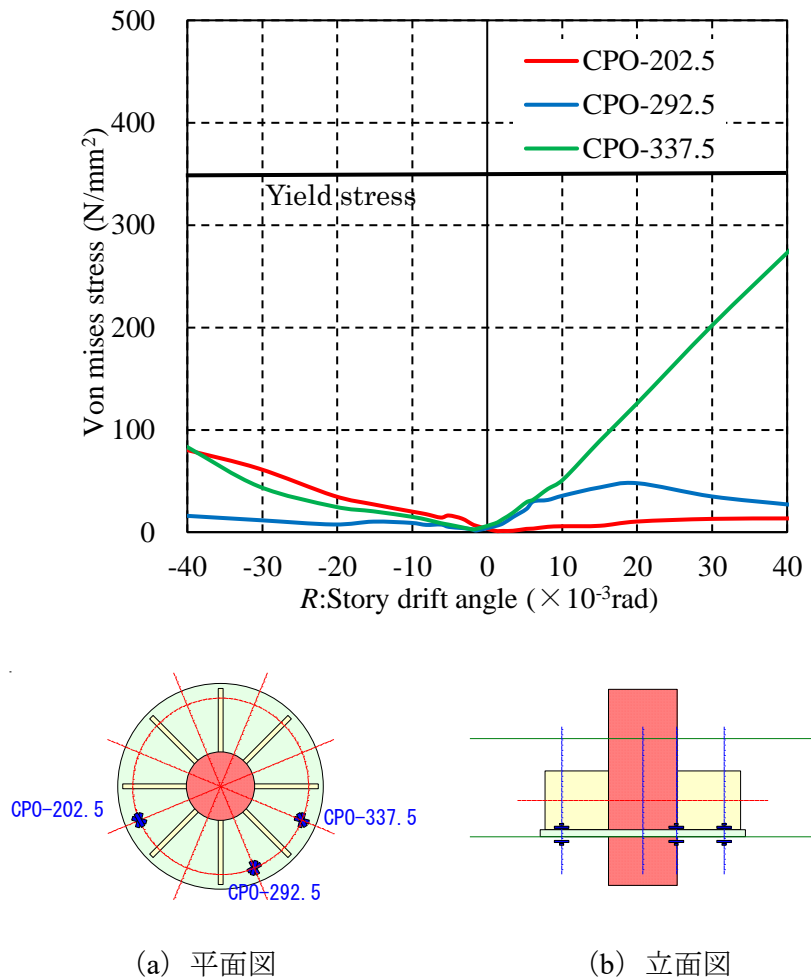 500
400
300
200
100
0
Von mises stress (N/mm²)
CPO-202.5
CPO-292.5
CPO-337.5
Yield stress
-40 -30 -20 -10 0 10 20 30 40
R:Story drift angle (×10⁻³rad)
CPO-202.5
CPO-337.5
CPO-292.5
(a) 平面図
(b) 立面図